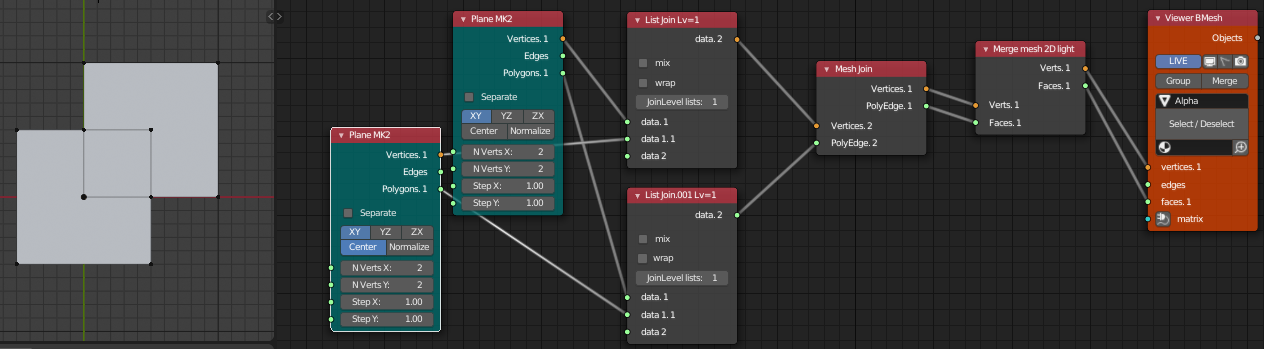 Plane MK2
Vertices. 1
Edges
Polygons. 1
Separate
XY YZ ZX
Center Normalize
N Verts X: 2
N Verts Y: 2
Step X: 1.00
Step Y: 1.00
Plane MK2
Vertices. 1
Edges
Polygons. 1
Separate
XY YZ ZX
Center Normalize
N Verts X: 2
N Verts Y: 2
Step X: 1.00
Step Y: 1.00
List Join Lv=1
data. 2
mix
wrap
JoinLevel lists: 1
data. 1
data 1. 1
data 2
List Join.001 Lv=1
data. 2
mix
wrap
JoinLevel lists: 1
data. 1
data 1. 1
data 2
Mesh Join
Vertices. 1
PolyEdge. 1
Vertices. 2
PolyEdge. 2
Merge mesh 2D light
Verts. 1
Faces. 1
Verts. 1
Faces. 1
Viewer BMesh
Objects
LIVE
Group Merge
Alpha
Select / Deselect
vertices. 1
edges
faces. 1
matrix